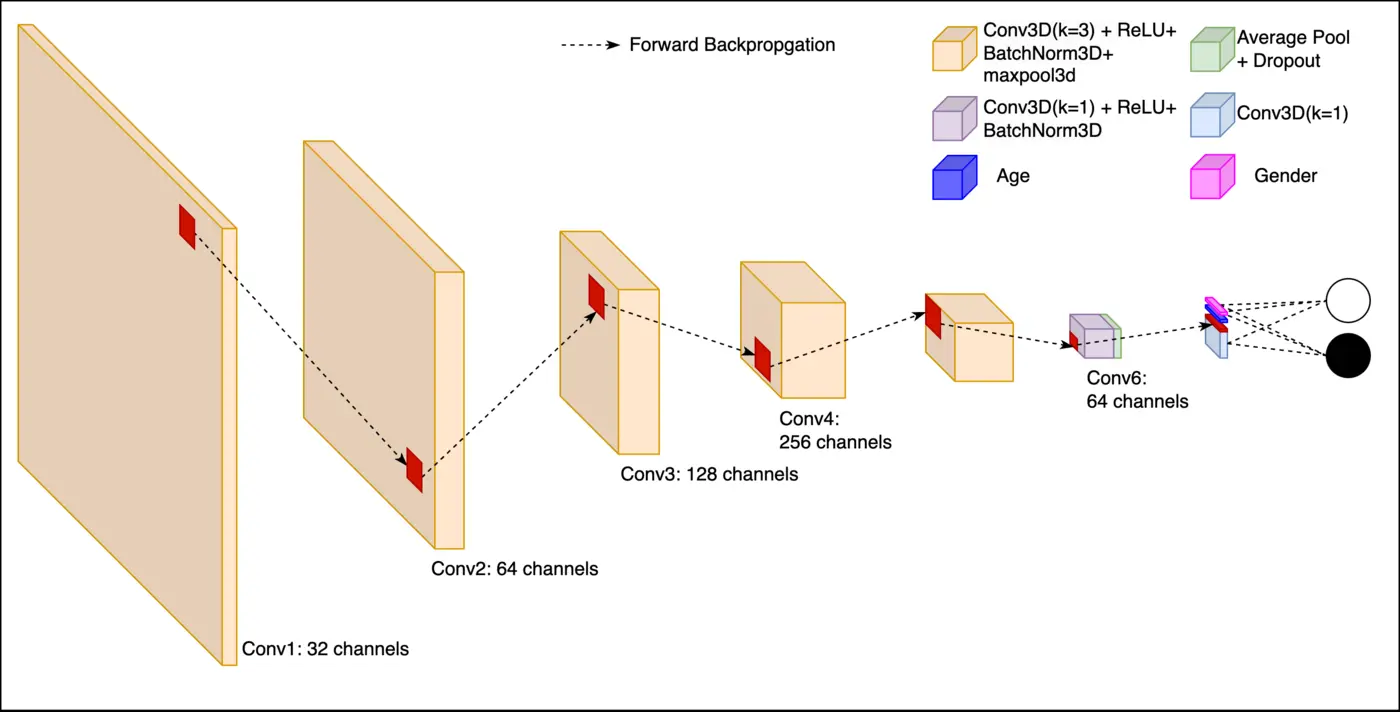 Forward Backpropgation
Conv3D(k=3) + ReLU+
BatchNorm3D+
maxpool3d
Average Pool
+ Dropout
Conv3D(k=1) + ReLU+
BatchNorm3D
Conv3D(k=1)
Age
Gender
Conv1: 32 channels
Conv2: 64 channels
Conv3: 128 channels
Conv4:
256 channels
Conv6:
64 channels